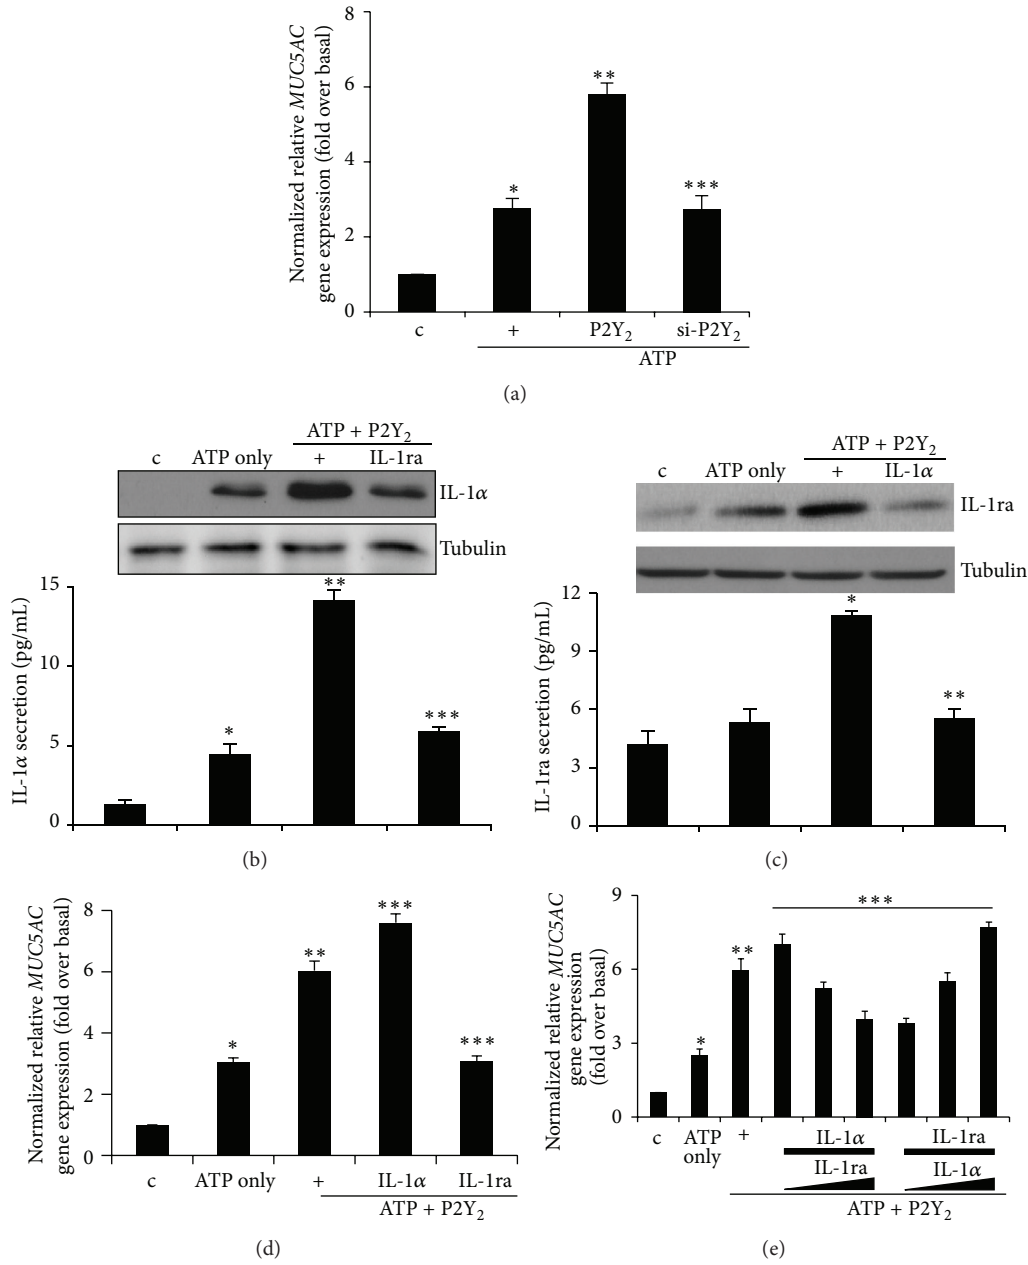 8
6
4
2
0
Normalized relative MUC5AC
gene expression (fold over basal)
*
**
***
c
+
P2Y₂
si-P2Y₂
ATP
(a)
ATP + P2Y₂
c
ATP only
+
IL-1ra
IL-1α
Tubulin
15
15
5
0
IL-1α secretion (pg/mL)
*
**
***
(b)
ATP + P2Y₂
c
ATP only
+
IL-1α
IL-1ra
Tubulin
12
9
6
3
0
IL-1ra secretion (pg/mL)
*
**
(c)
8
6
4
2
0
Normalized relative MUC5AC
gene expression (fold over basal)
*
**
***
***
c
ATP only
+
IL-1α
IL-1ra
ATP + P2Y₂
(d)
9
6
3
0
Normalized relative MUC5AC
gene expression
(fold over basal)
*
**
***
c
ATP
only
+
IL-1α
IL-1ra
IL-1ra
IL-1α
ATP + P2Y₂
(e)